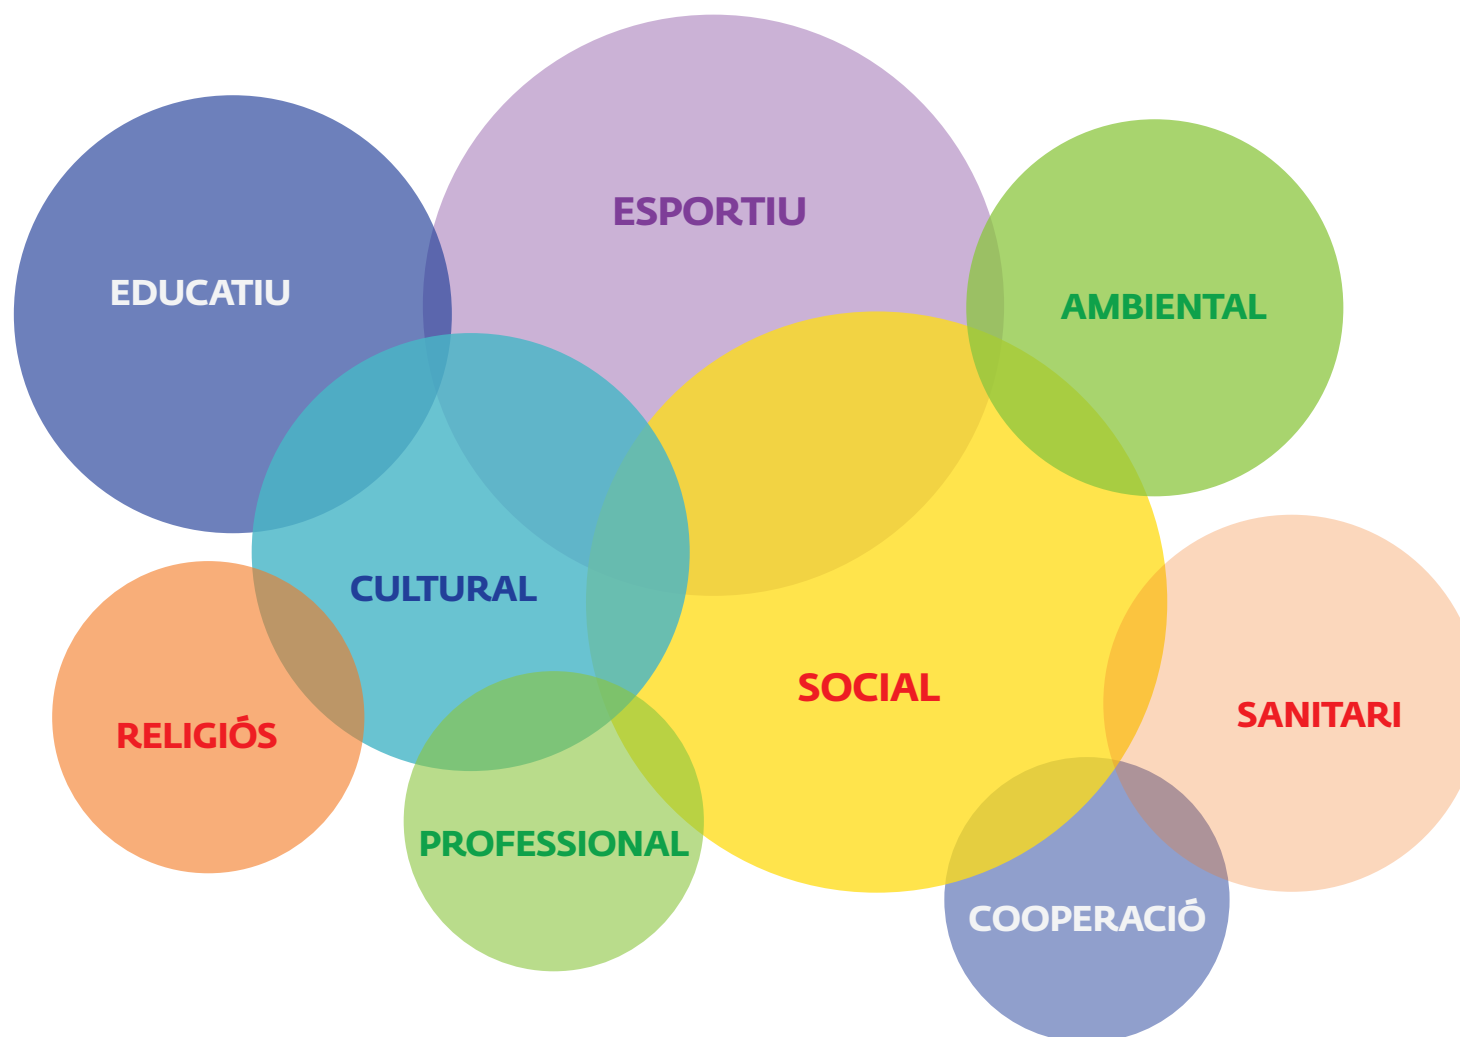 ESPORTIU
EDUCATIU
AMBIENTAL
CULTURAL
SOCIAL
SANITARI
RELIGIÓS
PROFESSIONAL
COOPERACIÓ